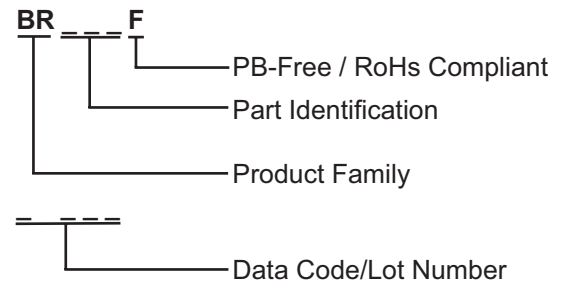 BR _ _ _ F
PB-Free / RoHs Compliant
Part Identification
Product Family
_ _ _ _
Data Code/Lot Number